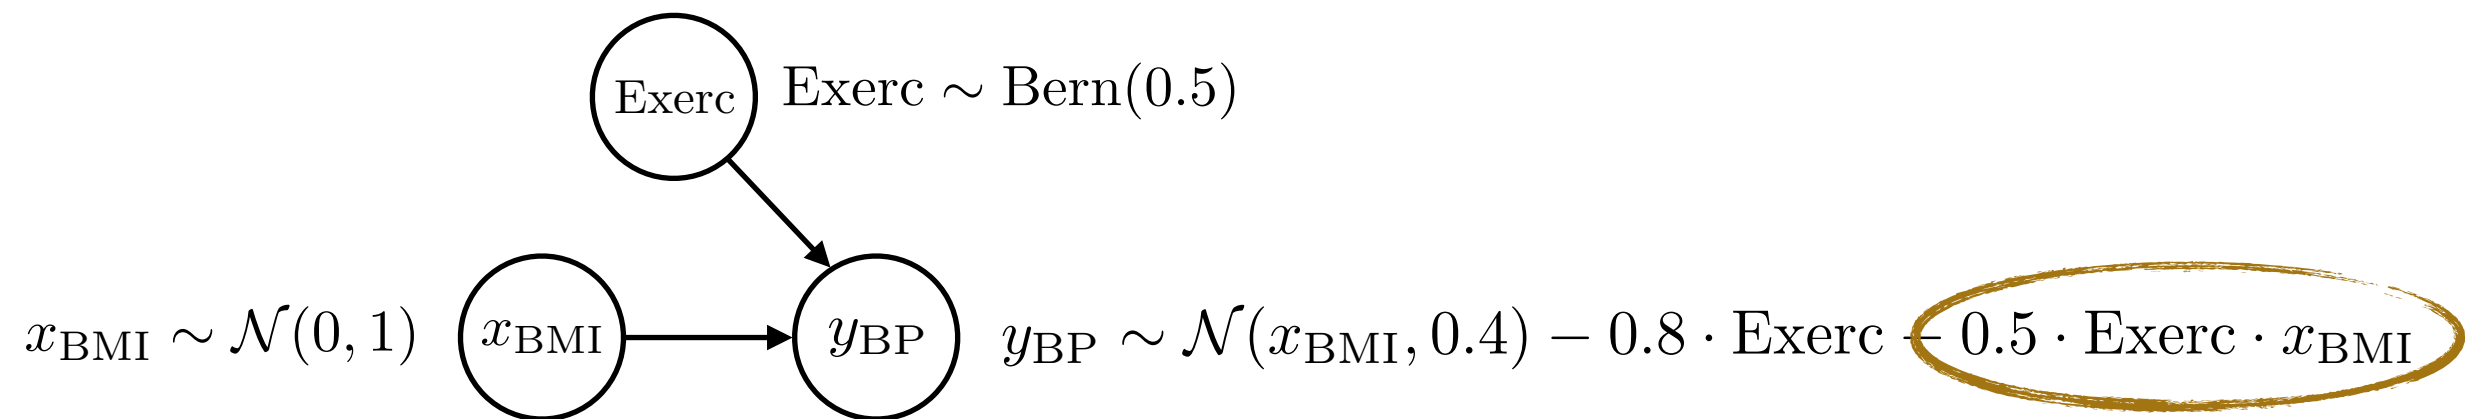 Exerc Exerc ∼ Bern(0.5)
x_BMI ∼ 𝒩(0, 1) x_BMI y_BP y_BP ∼ 𝒩(x_BMI, 0.4) − 0.8 · Exerc − 0.5 · Exerc · x_BMI